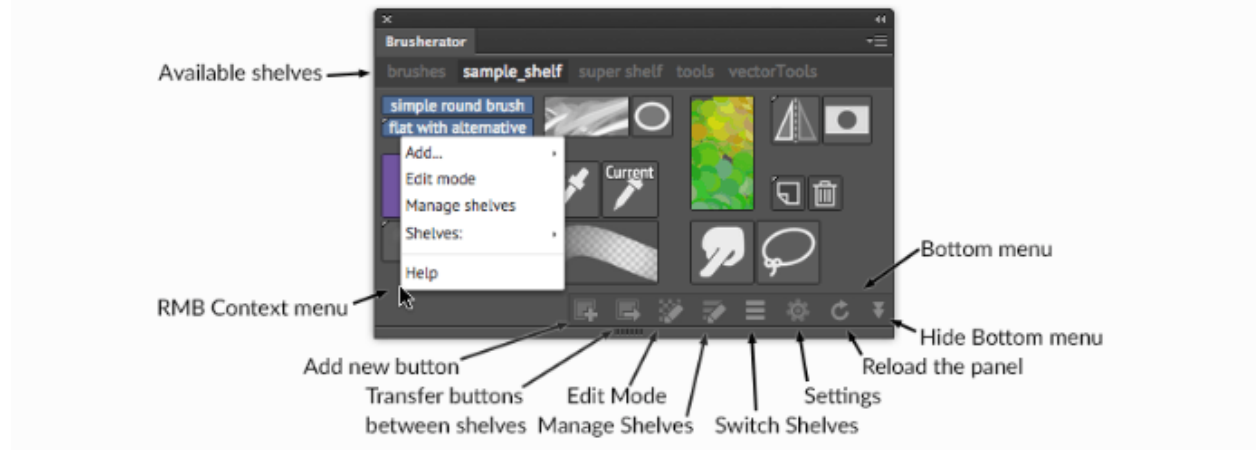 Brusherator
Available shelves
brushes sample_shelf super shelf tools vectorTools
simple round brush
flat with alternative
Add...
Edit mode
Manage shelves
Shelves:
Help
Current
RMB Context menu
Bottom menu
Hide Bottom menu
Reload the panel
Add new button
Transfer buttons
between shelves
Edit Mode
Manage Shelves
Switch Shelves
Settings